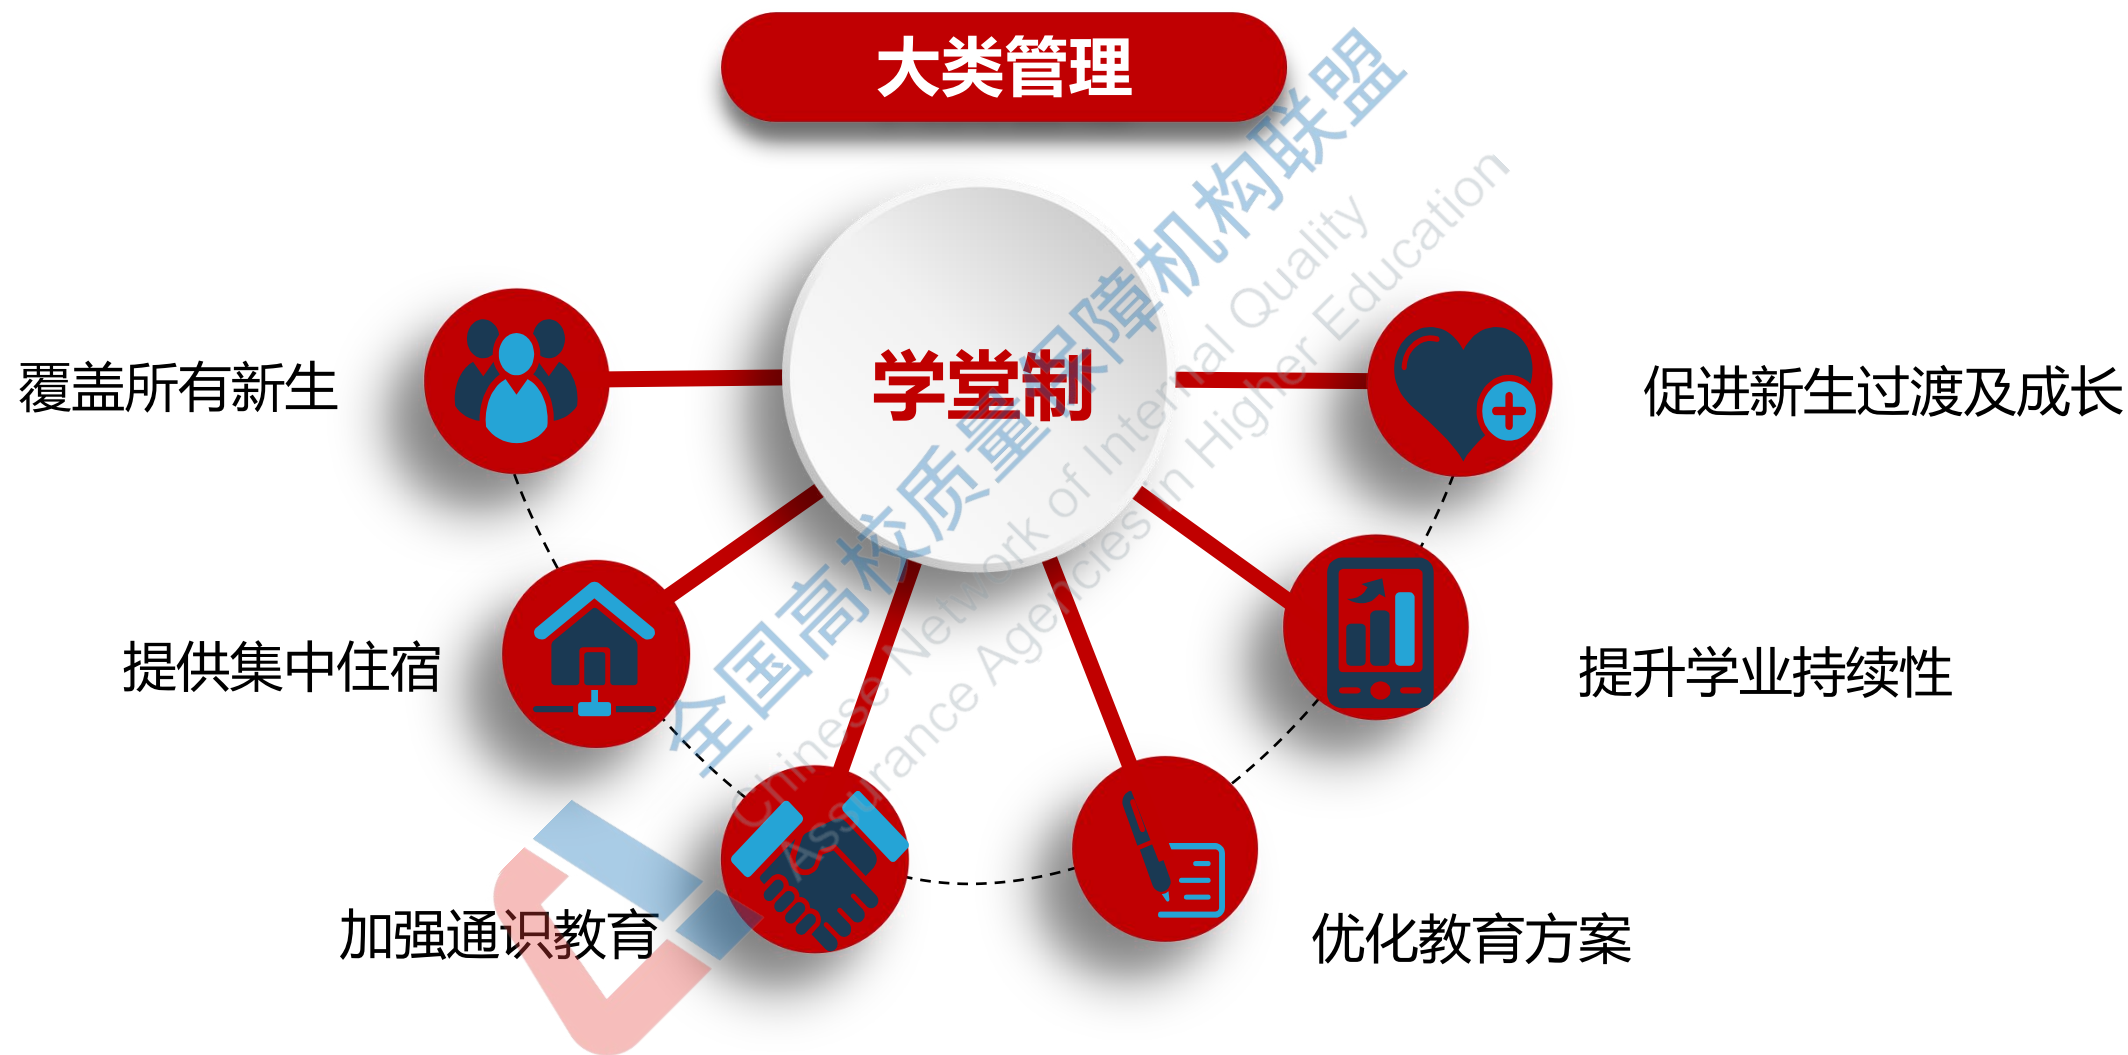 大类管理
学堂制
覆盖所有新生
促进新生过渡及成长
提供集中住宿
提升学业持续性
加强通识教育
优化教育方案
全国高校质量保障机构联盟
Chinese Network of Internal Quality
Assurance Agencies in Higher Education